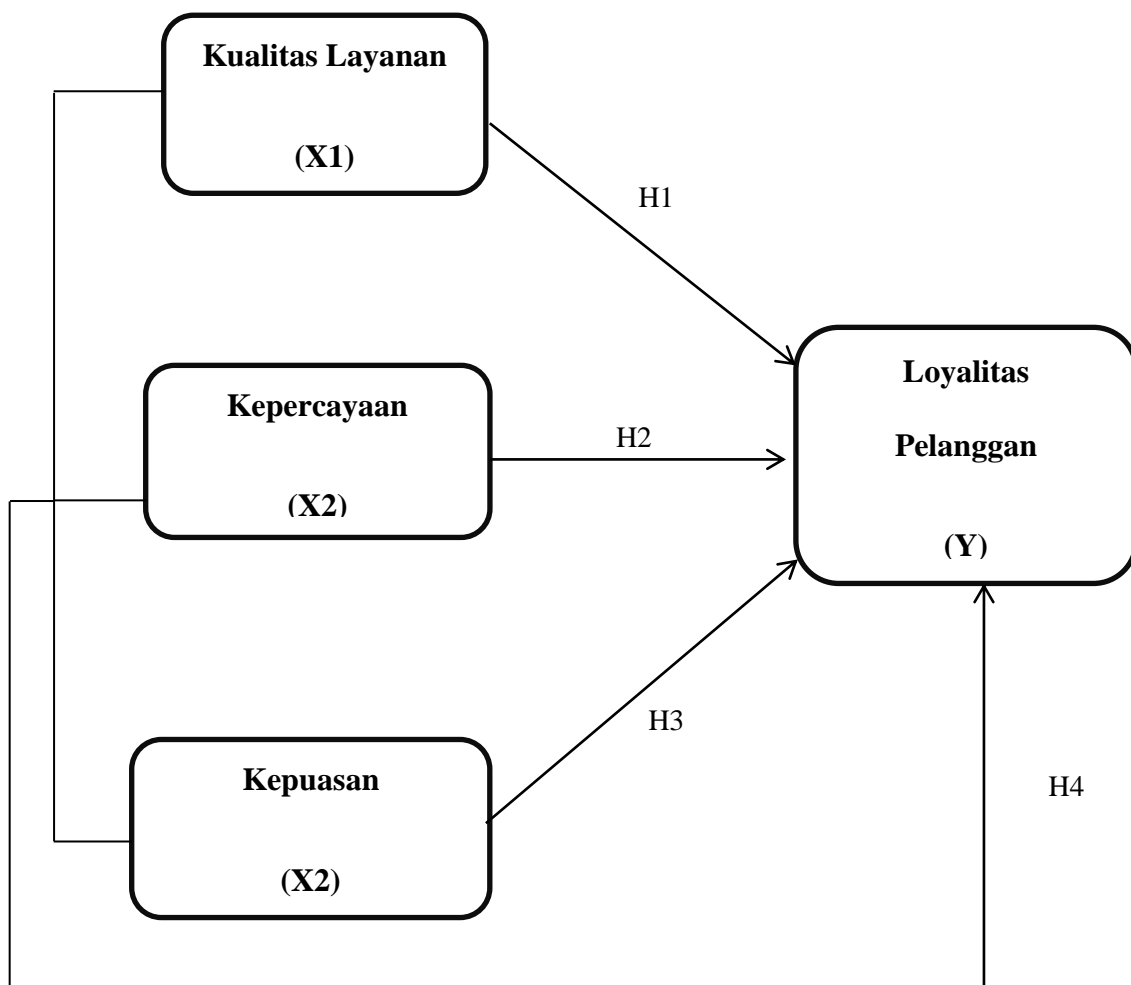 Kualitas Layanan
(X1)
H1
Kepercayaan
(X2)
H2
Loyalitas
Pelanggan
(Y)
Kepuasan
(X2)
H3
H4